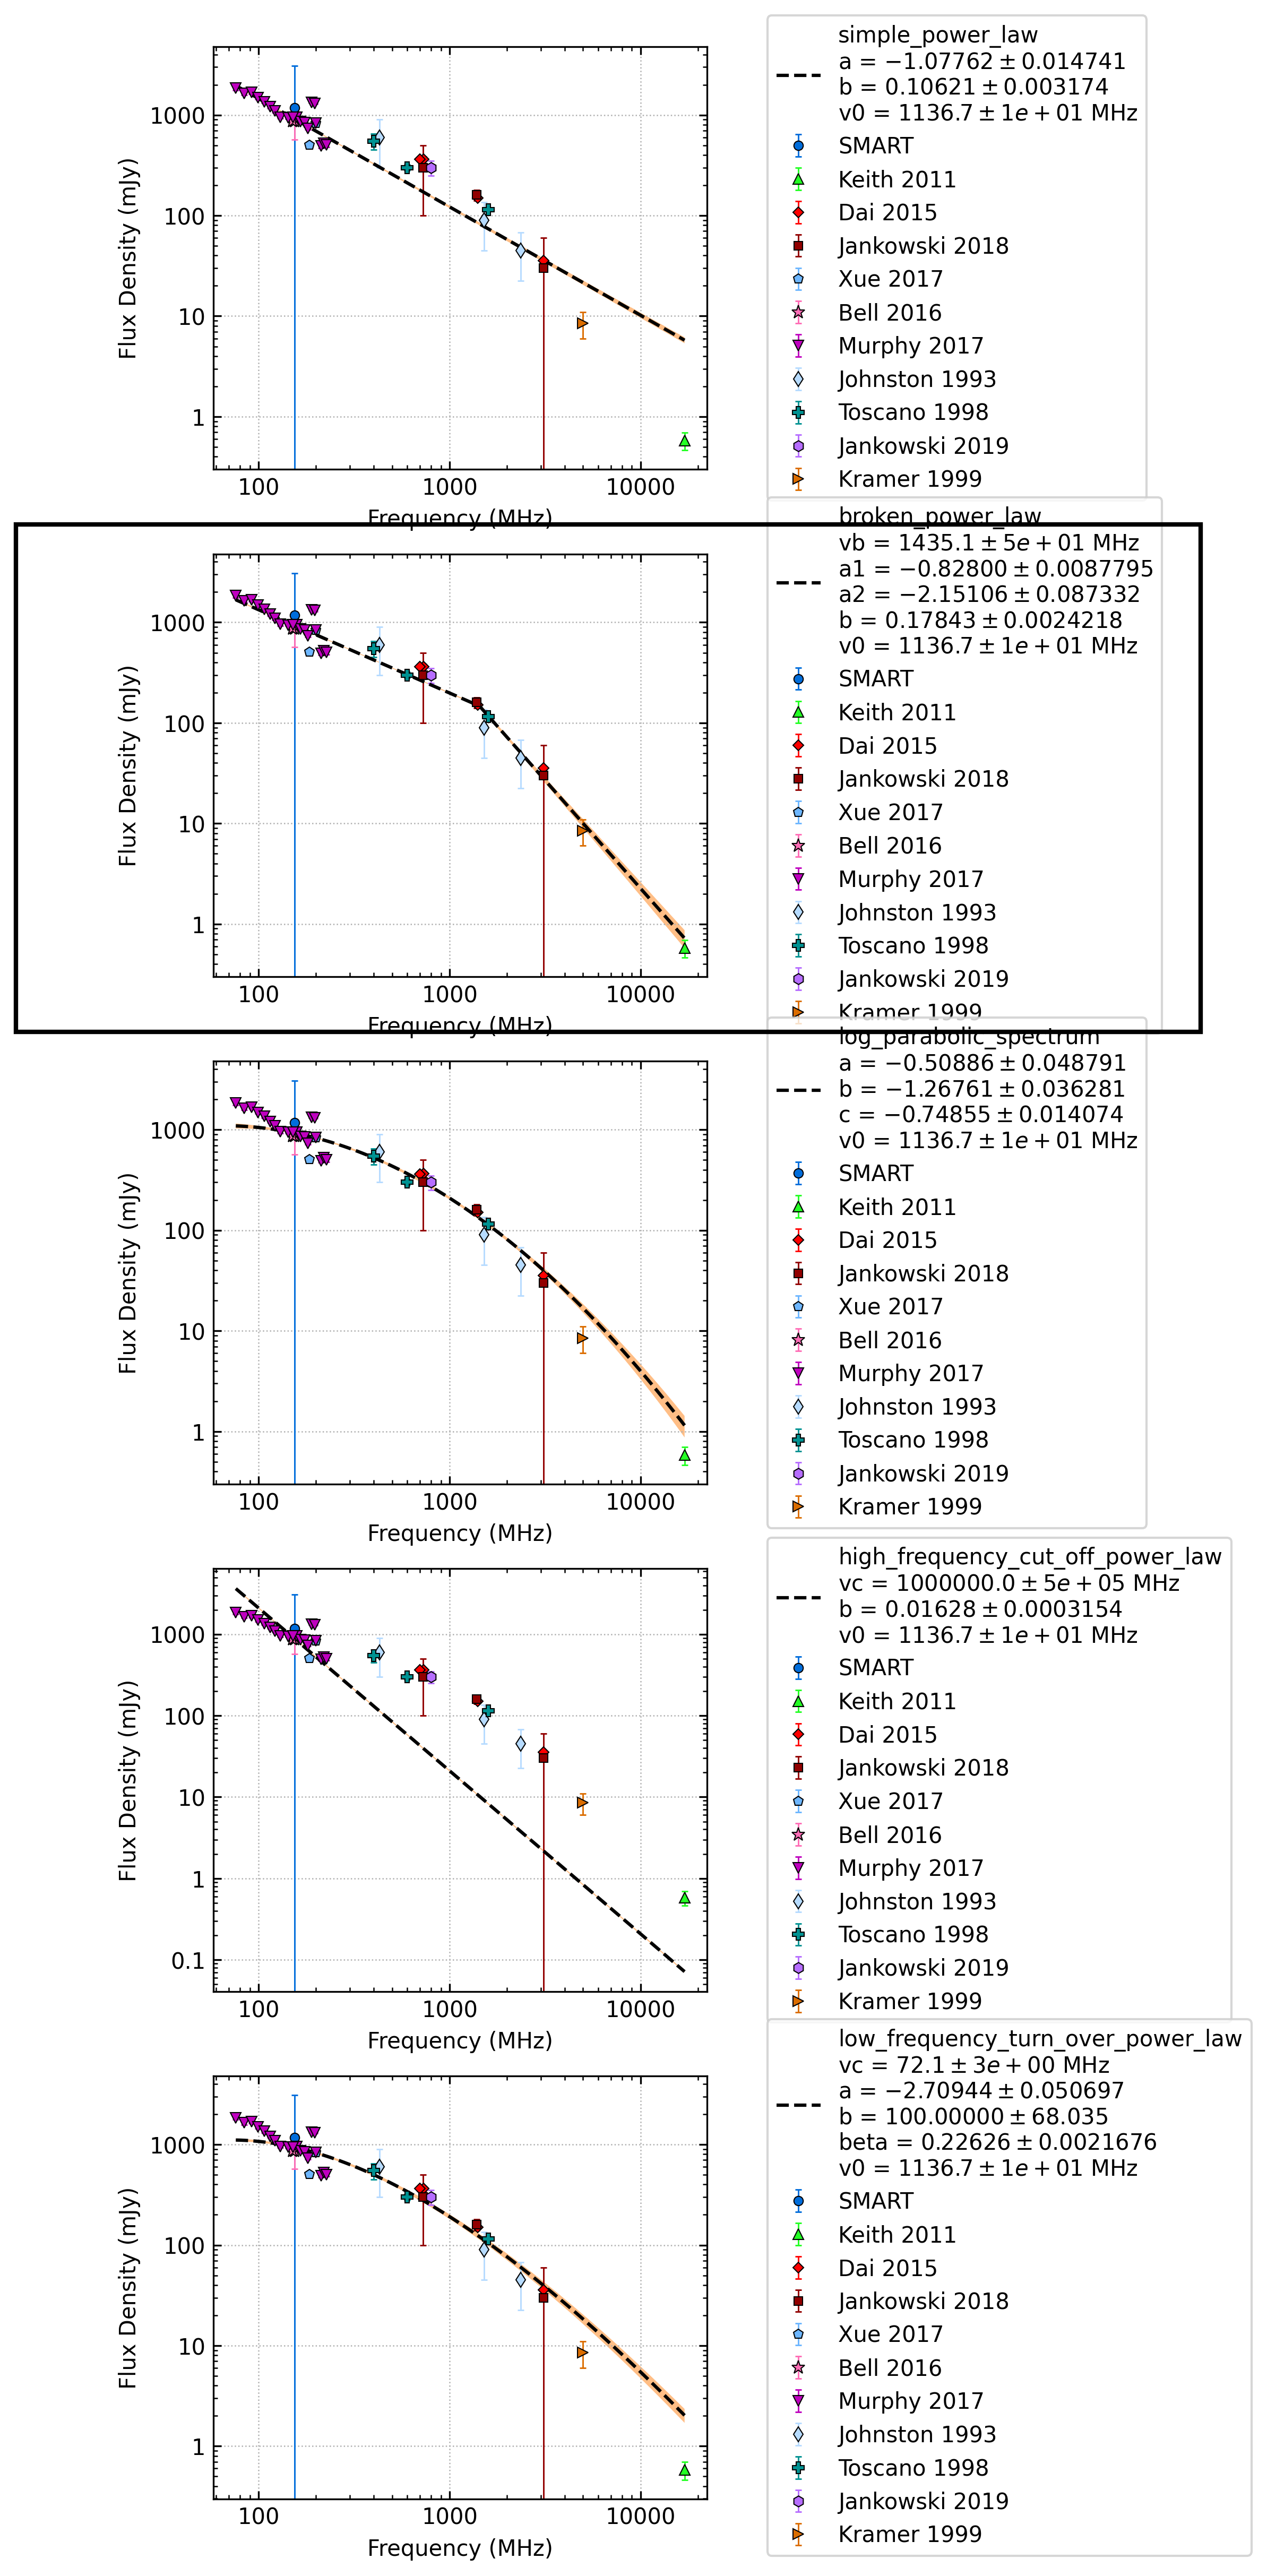 simple_power_law
a = −1.07762 ± 0.014741
b = 0.10621 ± 0.003174
v0 = 1136.7 ± 1e + 01 MHz
SMART
Keith 2011
Dai 2015
Jankowski 2018
Xue 2017
Bell 2016
Murphy 2017
Johnston 1993
Toscano 1998
Jankowski 2019
Kramer 1999
Flux Density (mJy)
1000
100
10
1
100 1000 10000
Frequency (MHz)
broken_power_law
vb = 1435.1 ± 5e + 01 MHz
a1 = −0.82800 ± 0.0087795
a2 = −2.15106 ± 0.087332
b = 0.17843 ± 0.0024218
v0 = 1136.7 ± 1e + 01 MHz
SMART
Keith 2011
Dai 2015
Jankowski 2018
Xue 2017
Bell 2016
Murphy 2017
Johnston 1993
Toscano 1998
Jankowski 2019
Kramer 1999
Flux Density (mJy)
1000
100
10
1
100 1000 10000
Frequency (MHz)
log_parabolic_spectrum
a = −0.50886 ± 0.048791
b = −1.26761 ± 0.036281
c = −0.74855 ± 0.014074
v0 = 1136.7 ± 1e + 01 MHz
SMART
Keith 2011
Dai 2015
Jankowski 2018
Xue 2017
Bell 2016
Murphy 2017
Johnston 1993
Toscano 1998
Jankowski 2019
Kramer 1999
Flux Density (mJy)
1000
100
10
1
100 1000 10000
Frequency (MHz)
high_frequency_cut_off_power_law
vc = 1000000.0 ± 5e + 05 MHz
b = 0.01628 ± 0.0003154
v0 = 1136.7 ± 1e + 01 MHz
SMART
Keith 2011
Dai 2015
Jankowski 2018
Xue 2017
Bell 2016
Murphy 2017
Johnston 1993
Toscano 1998
Jankowski 2019
Kramer 1999
Flux Density (mJy)
1000
100
10
1
0.1
100 1000 10000
Frequency (MHz)
low_frequency_turn_over_power_law
vc = 72.1 ± 3e + 00 MHz
a = −2.70944 ± 0.050697
b = 100.00000 ± 68.035
beta = 0.22626 ± 0.0021676
v0 = 1136.7 ± 1e + 01 MHz
SMART
Keith 2011
Dai 2015
Jankowski 2018
Xue 2017
Bell 2016
Murphy 2017
Johnston 1993
Toscano 1998
Jankowski 2019
Kramer 1999
Flux Density (mJy)
1000
100
10
1
100 1000 10000
Frequency (MHz)